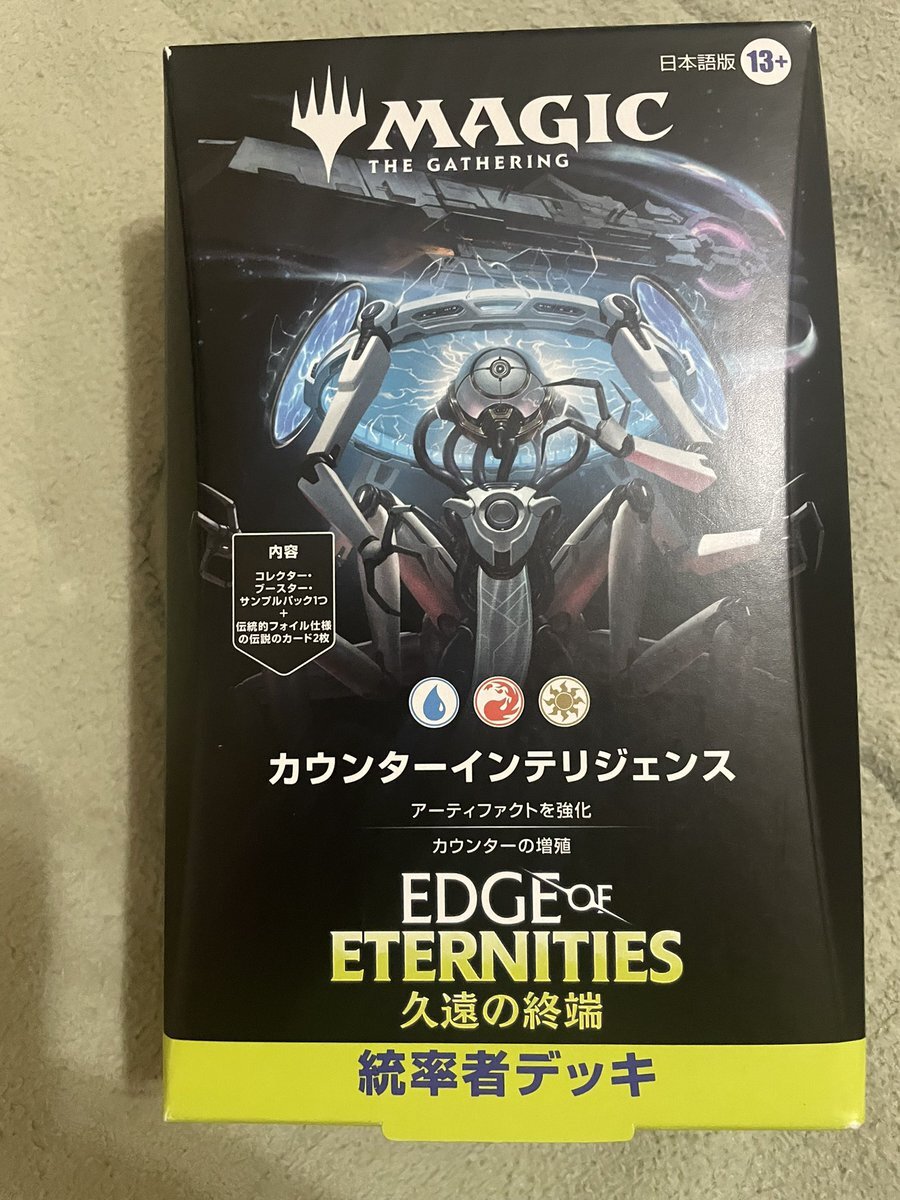 日本語版 13+
MAGIC
THE GATHERING
内容
コレクター・
ブースター・
サンプルパック1つ
+
伝統的フォイル仕様
の伝説のカード2枚
カウンターインテリジェンス
アーティファクトを強化
カウンターの増殖
EDGE OF
ETERNITIES
久遠の終端
統率者デッキ